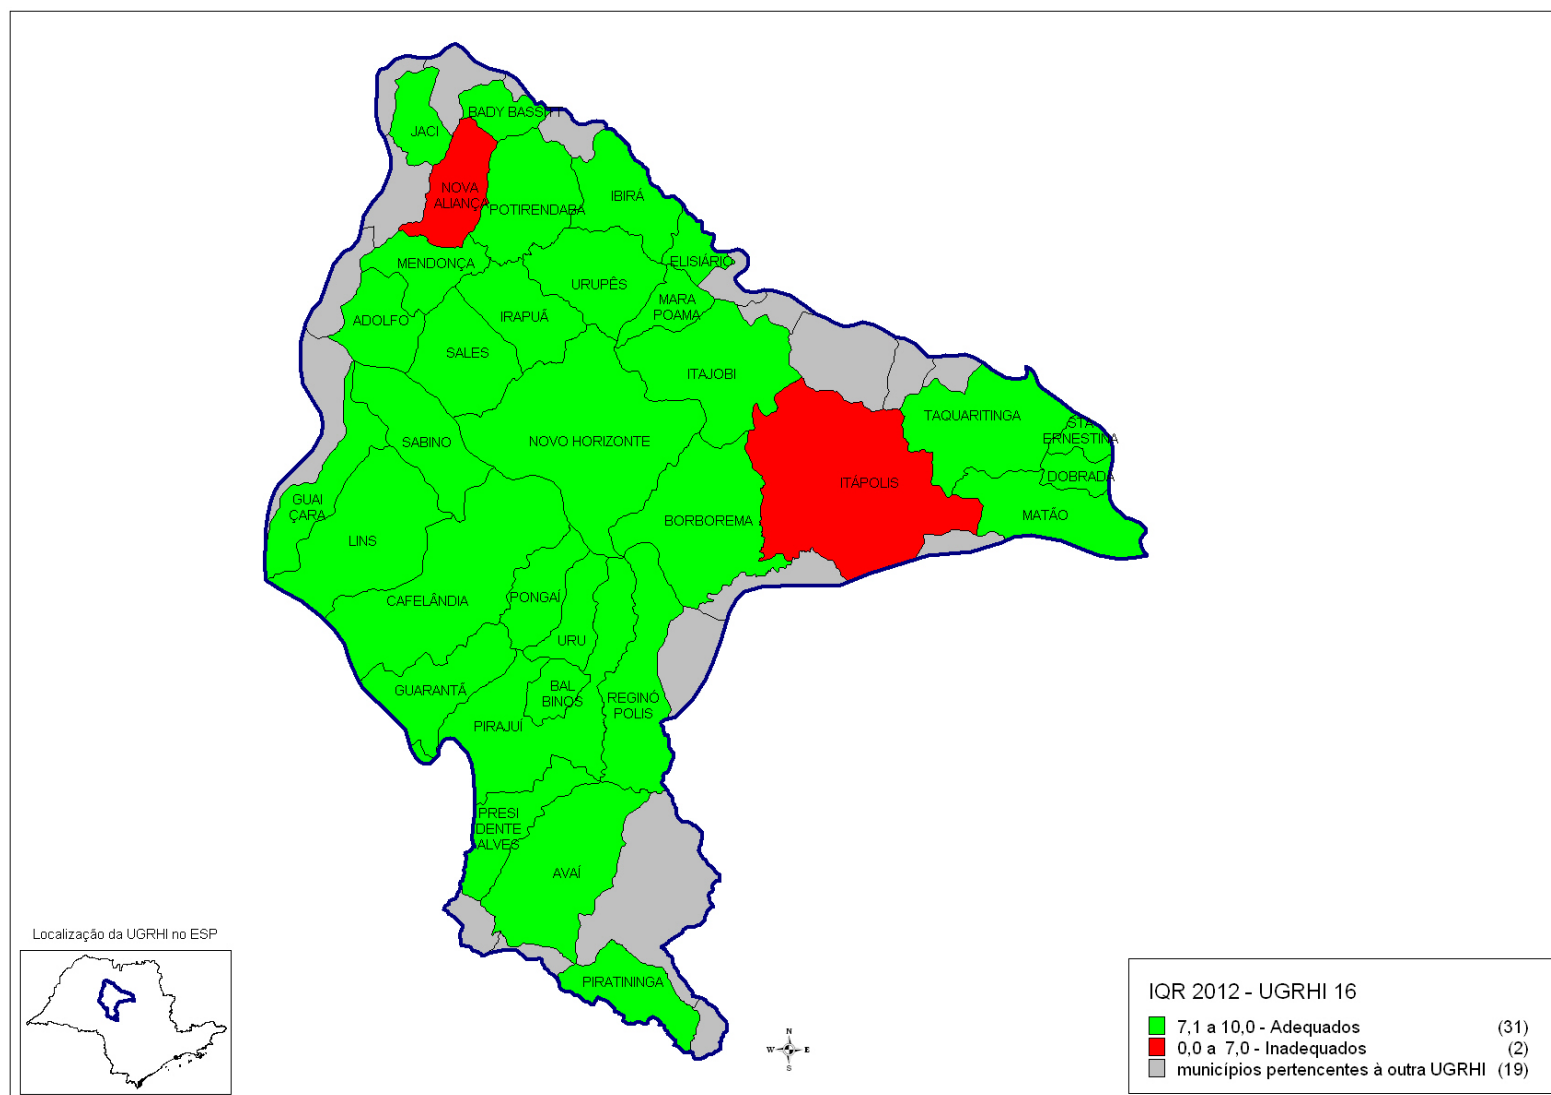 BADY BASSITT
JACI
NOVA
ALIANÇA
IBIRÁ
POTIRENDABA
MENDONÇA
ELISIÁRIO
URUPÊS
MARA
POAMA
ADOLFO
IRAPUÃ
SALES
ITAJOBI
TAQUARITINGA
STA
ERNESTINA
SABINO
NOVO HORIZONTE
DOBRADA
ITÁPOLIS
GUAI
ÇARA
BORBOREMA
MATÃO
LINS
CAFELÂNDIA
PONGAÍ
URU
GUARANTÃ
BAL
BINOS
REGINÓ
POLIS
PIRAJUÍ
PRESI
DENTE
ALVES
AVAÍ
PIRATININGA
Localização da UGRHI no ESP
N
W E
S
IQR 2012 - UGRHI 16
7,1 a 10,0 - Adequados (31)
0,0 a 7,0 - Inadequados (2)
municípios pertencentes à outra UGRHI (19)